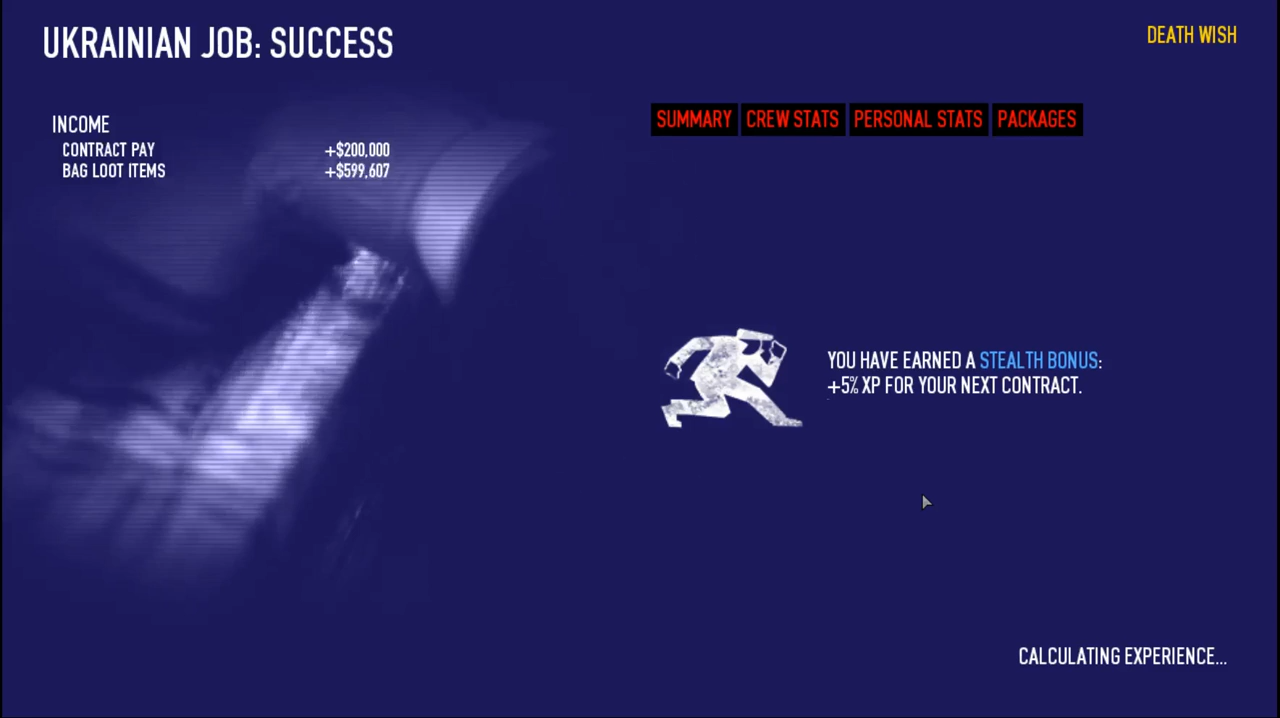 UKRAINIAN JOB: SUCCESS
DEATH WISH
INCOME
CONTRACT PAY +$200,000
BAG LOOT ITEMS +$599,607
SUMMARY CREW STATS PERSONAL STATS PACKAGES
YOU HAVE EARNED A STEALTH BONUS:
+5% XP FOR YOUR NEXT CONTRACT.
CALCULATING EXPERIENCE...